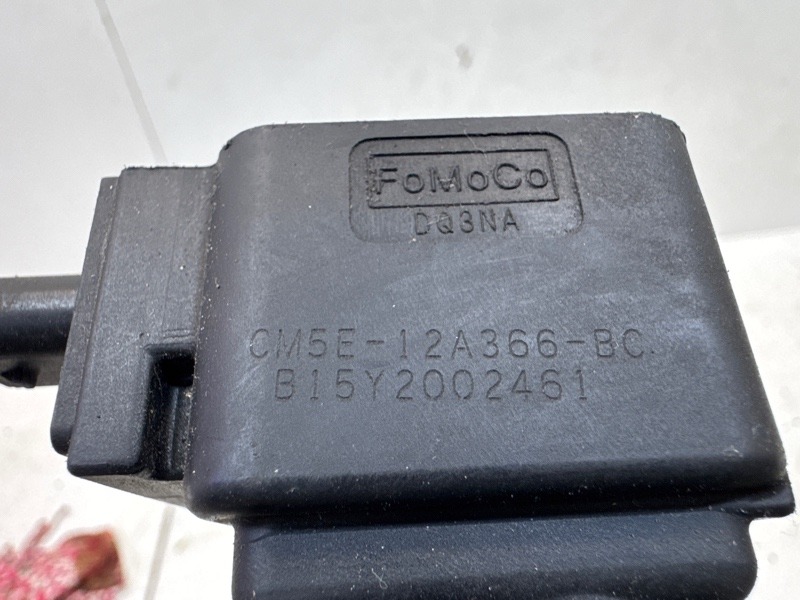 FoMoCo
DQ3NA
CM5E-12A366-BC
B15Y2002461